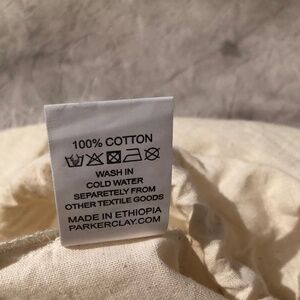 100% COTTON
WASH IN
COLD WATER
SEPARETELY FROM
OTHER TEXTILE GOODS
MADE IN ETHIOPIA
PARKERCLAY.COM